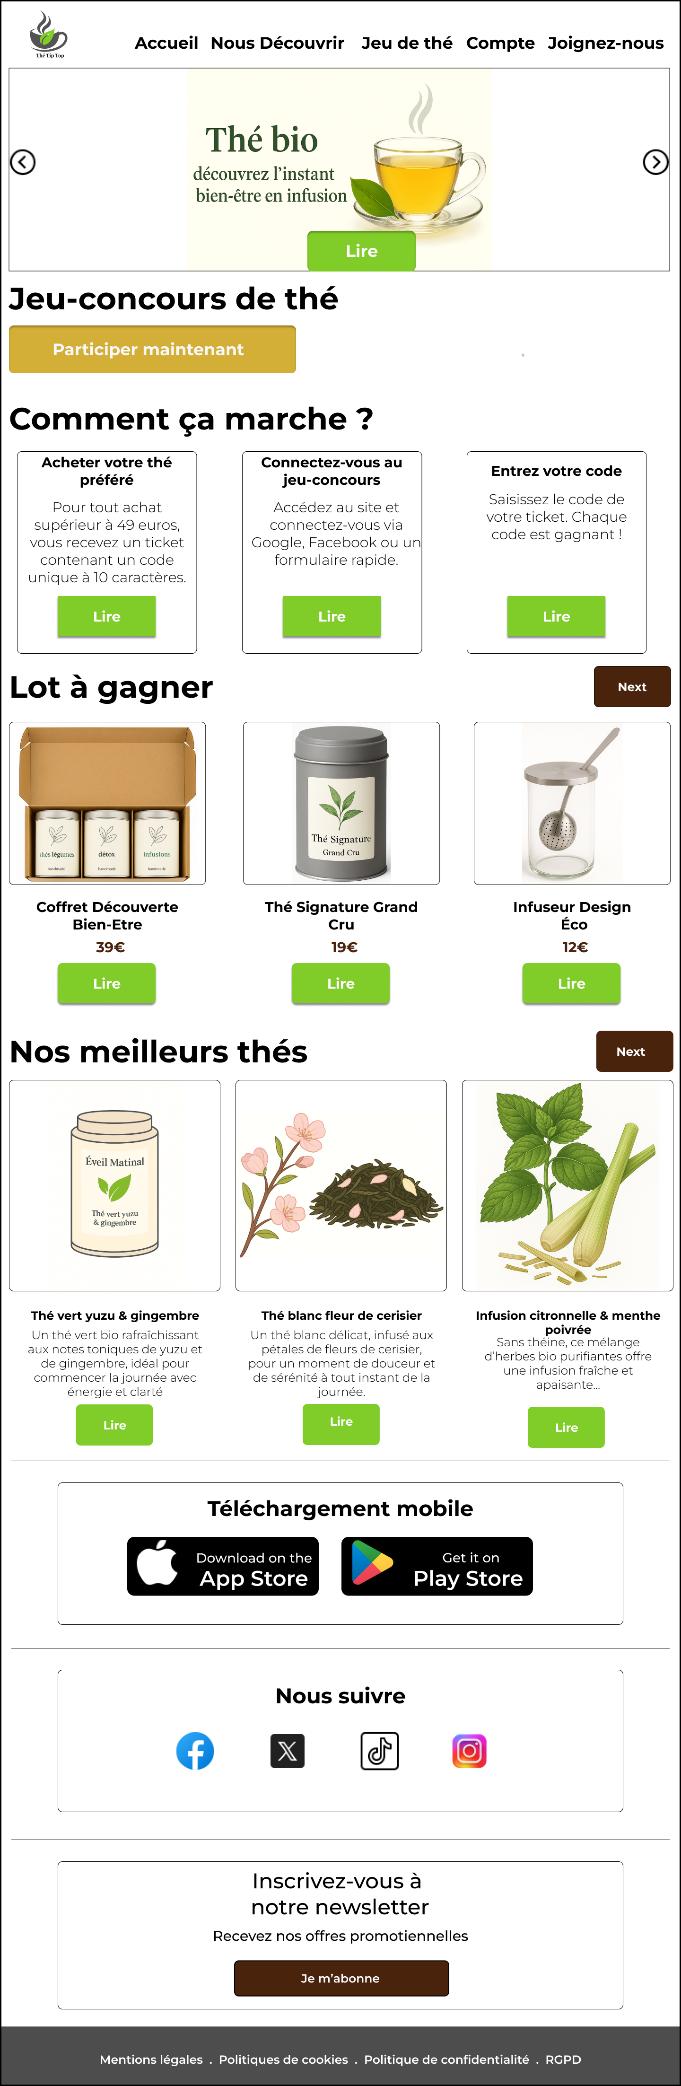 Thé Tip Top
Accueil Nous Découvrir Jeu de thé Compte Joignez-nous
Thé bio
découvrez l'instant
bien-être en infusion
Lire
Jeu-concours de thé
Participer maintenant
Comment ça marche ?
Acheter votre thé
préféré
Pour tout achat
supérieur à 49 euros,
vous recevez un ticket
contenant un code
unique à 10 caractères.
Lire
Connectez-vous au
jeu-concours
Accédez au site et
connectez-vous via
Google, Facebook ou un
formulaire rapide.
Lire
Entrez votre code
Saisissez le code de
votre ticket. Chaque
code est gagnant !
Lire
Lot à gagner
Next
thés légumes
détox
infusions
Thé Signature
Grand Cru
Coffret Découverte
Bien-Etre
39€
Lire
Thé Signature Grand
Cru
19€
Lire
Infuseur Design
Éco
12€
Lire
Nos meilleurs thés
Next
Éveil Matinal
Thé vert yuzu
& gingembre
Thé vert yuzu & gingembre
Un thé vert bio rafraîchissant
aux notes toniques de yuzu et
de gingembre, idéal pour
commencer la journée avec
énergie et clarté
Lire
Thé blanc fleur de cerisier
Un thé blanc délicat, infusé aux
pétales de fleurs de cerisier,
pour un moment de douceur et
de sérénité à tout instant de la
journée.
Lire
Infusion citronnelle & menthe
poivrée
Sans théine, ce mélange
d'herbes bio purifiantes offre
une infusion fraîche et
apaisante...
Lire
Téléchargement mobile
Download on the
App Store
Get it on
Play Store
Nous suivre
Inscrivez-vous à
notre newsletter
Recevez nos offres promotiennelles
Je m'abonne
Mentions légales . Politiques de cookies . Politique de confidentialité . RGPD